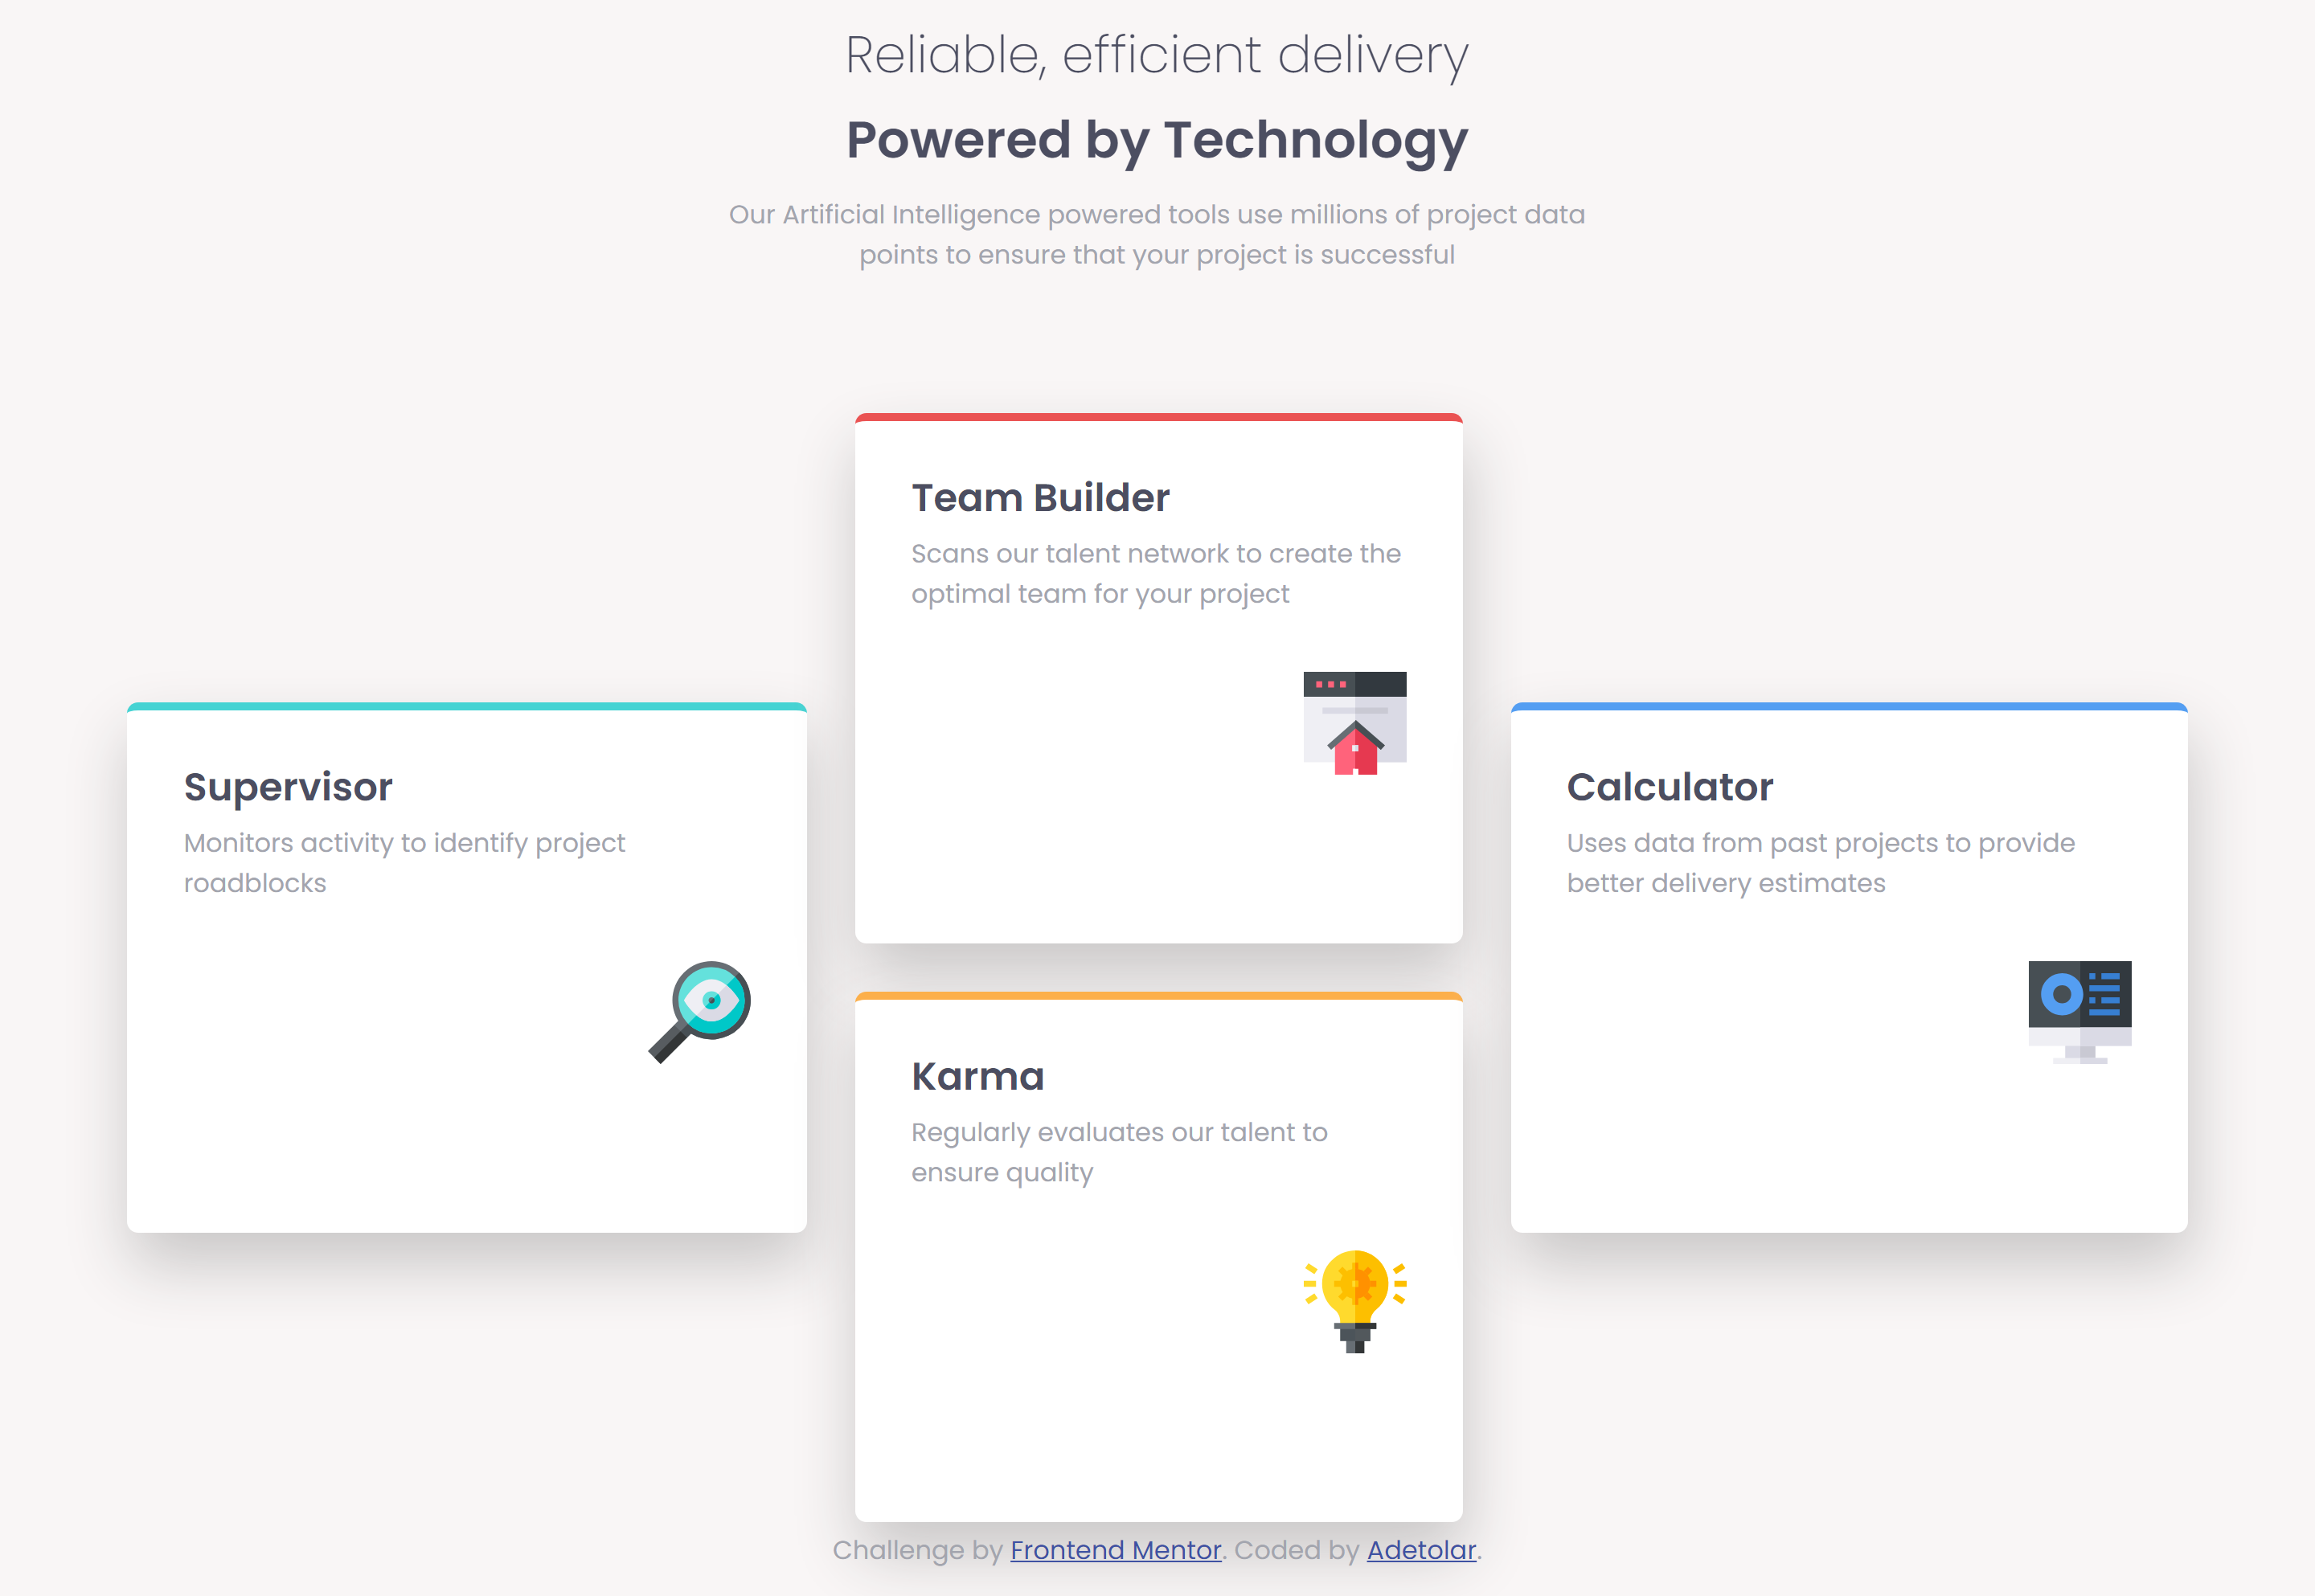 Reliable, efficient delivery
Powered by Technology
Our Artificial Intelligence powered tools use millions of project data
points to ensure that your project is successful
Team Builder
Scans our talent network to create the
optimal team for your project
Supervisor
Monitors activity to identify project
roadblocks
Calculator
Uses data from past projects to provide
better delivery estimates
Karma
Regularly evaluates our talent to
ensure quality
Challenge by Frontend Mentor. Coded by Adetolar.